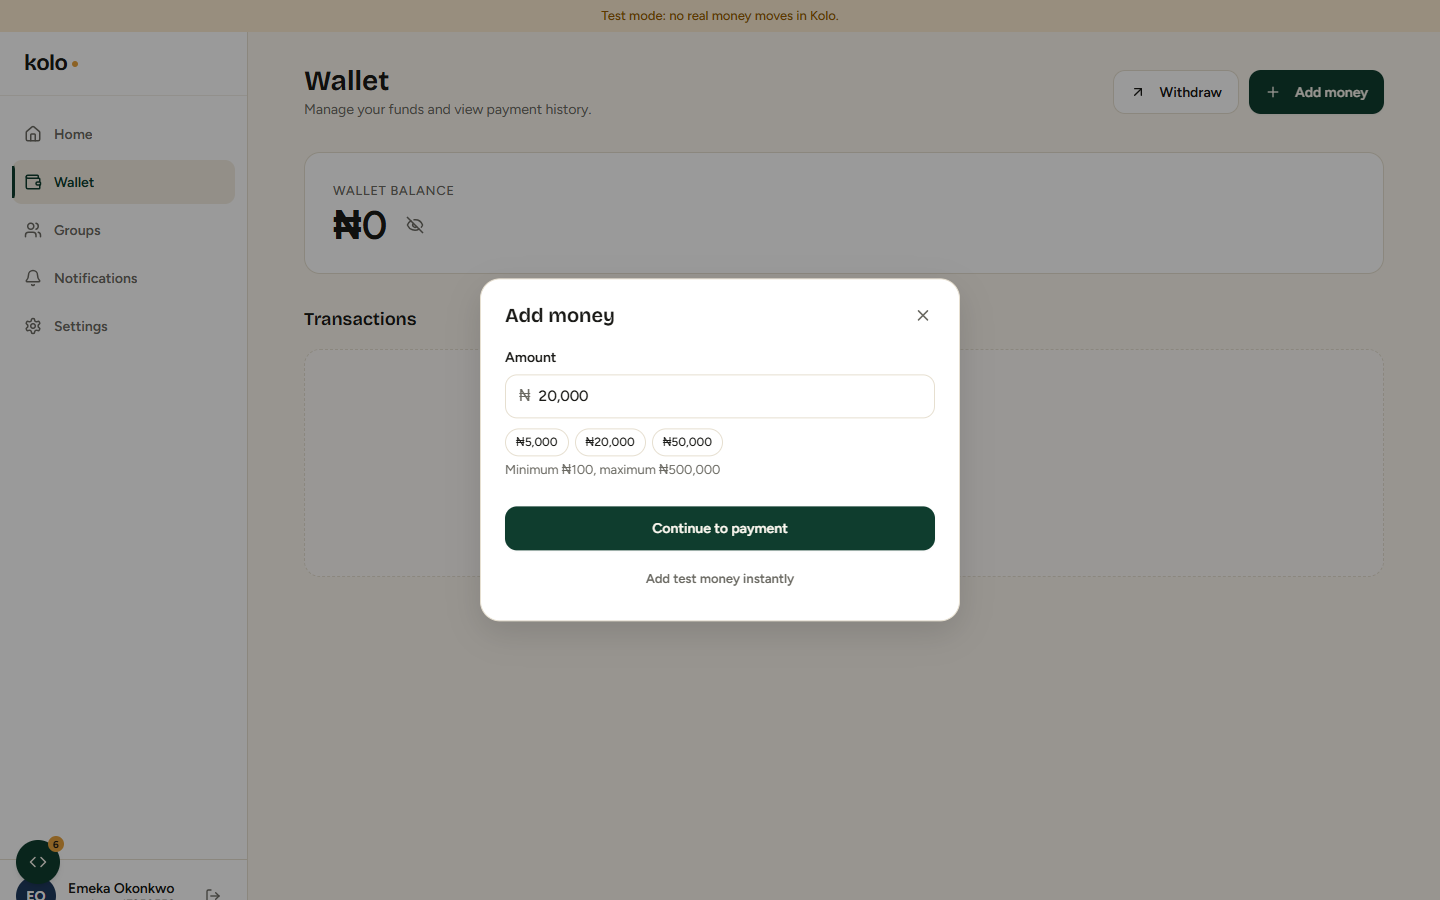 Test mode: no real money moves in Kolo.
kolo
Home
Wallet
Groups
Notifications
Settings
Wallet
Manage your funds and view payment history.
Withdraw
Add money
WALLET BALANCE
₦0
Transactions
Add money
Amount
₦ 20,000
₦5,000 ₦20,000 ₦50,000
Minimum ₦100, maximum ₦500,000
Continue to payment
Add test money instantly
6
EO
Emeka Okonkwo